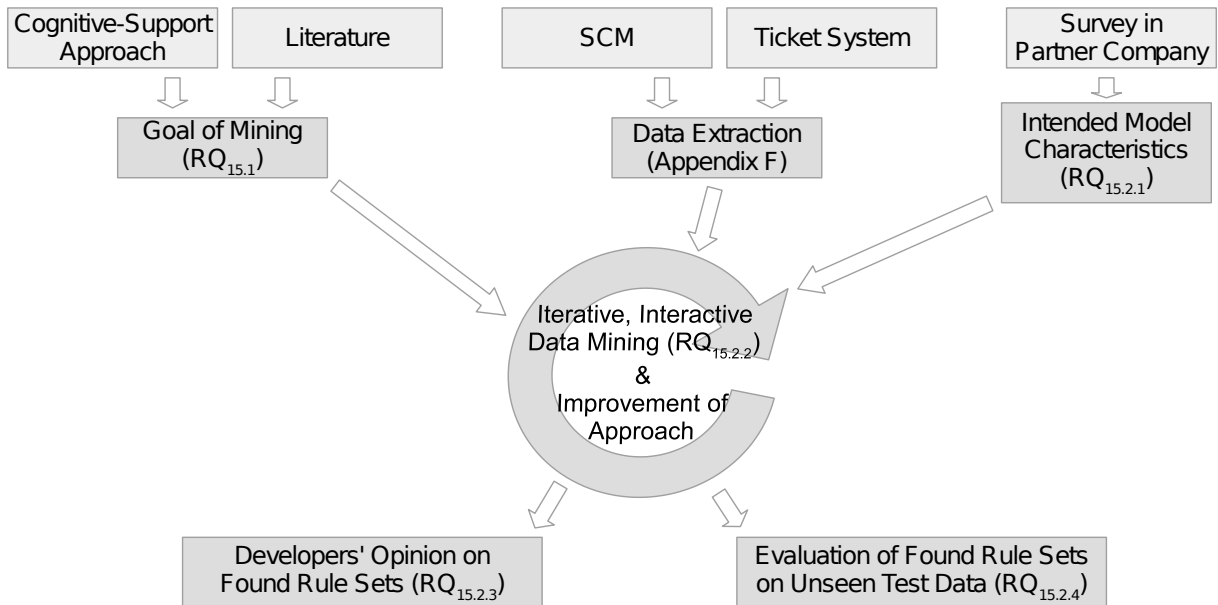 Cognitive-Support
Approach
Literature
SCM
Ticket System
Survey in
Partner Company
Goal of Mining
(RQ15.1)
Data Extraction
(Appendix F)
Intended Model
Characteristics
(RQ15.2.1)
Iterative, Interactive
Data Mining (RQ15.2.2)
&
Improvement of
Approach
Developers' Opinion on
Found Rule Sets (RQ15.2.3)
Evaluation of Found Rule Sets
on Unseen Test Data (RQ15.2.4)